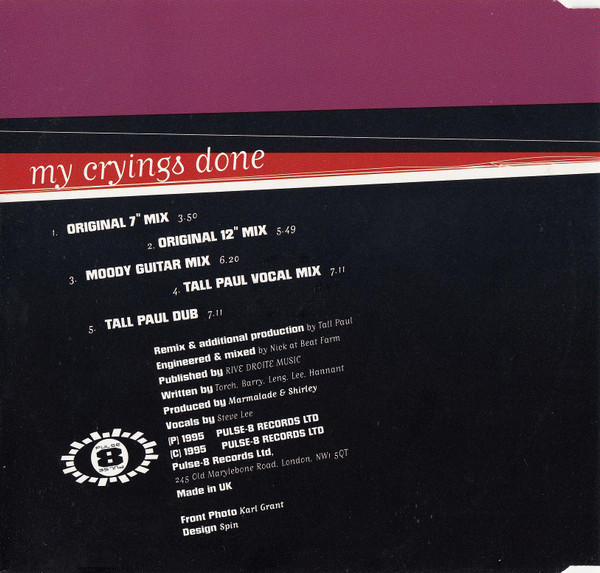 my cryings done
1. ORIGINAL 7" MIX 3.50
2. ORIGINAL 12" MIX 5.49
3. MOODY GUITAR MIX 6.20
4. TALL PAUL VOCAL MIX 7.11
5. TALL PAUL DUB 7.11
Remix & additional production by Tall Paul
Engineered & mixed by Nick at Beat Farm
Published by RIVE DROITE MUSIC
Written by Torch, Barry, Leng, Lee, Hannant
Produced by Marmalade & Shirley
Vocals by Steve Lee
(P) 1995 PULSE-8 RECORDS LTD
(C) 1995 PULSE-8 RECORDS LTD
Pulse-8 Records Ltd,
245 Old Marylebone Road, London, NW1 5QT
Made in UK
PULSE
8
Front Photo Karl Grant
Design Spin